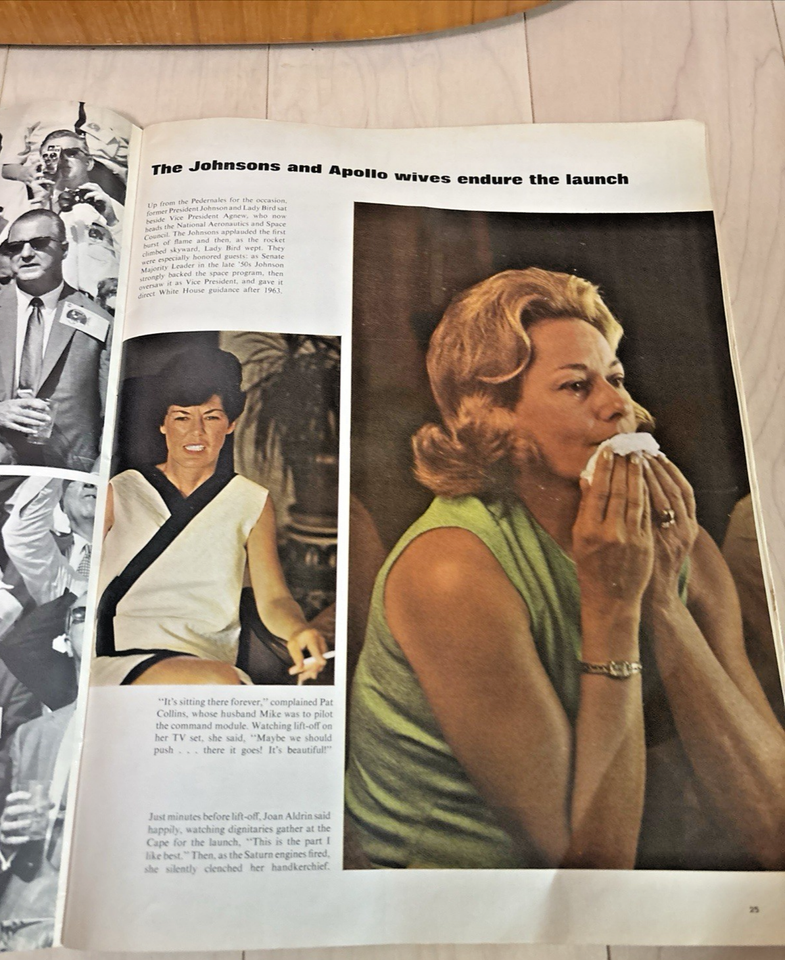 The Johnsons and Apollo wives endure the launch
Up from the Pedernales for the occasion,
former President Johnson and Lady Bird sat
beside Vice President Agnew, who now
heads the National Aeronautics and Space
Council. The Johnsons applauded the first
burst of flame and then, as the rocket
climbed skyward, Lady Bird wept. They
were especially honored guests; as Senate
Majority Leader in the late '50s Johnson
strongly backed the space program, then
oversaw it as Vice President, and gave it
direct White House guidance after 1963.
"It's sitting there forever," complained Pat
Collins, whose husband Mike was to pilot
the command module. Watching lift-off on
her TV set, she said, "Maybe we should
push . . . there it goes! It's beautiful!"
Just minutes before lift-off, Joan Aldrin said
happily, watching dignitaries gather at the
Cape for the launch, "This is the part I
like best." Then, as the Saturn engines fired,
she silently clenched her handkerchief.
25